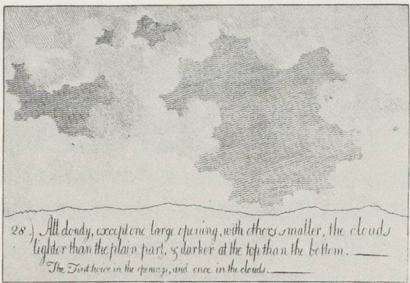 28.) All cloudy, except one large opening, with others smaller, the clouds
lighter than the plain part, & darker at the top than the bottom.
The Tint twice in the openings, and once in the clouds.